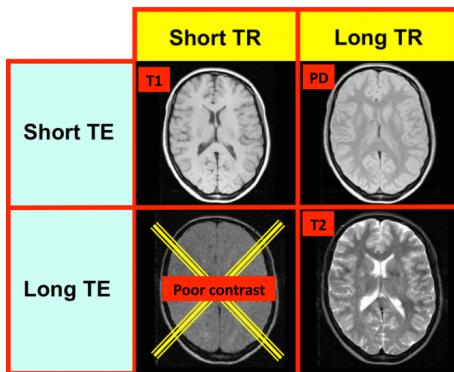 Short TR
Long TR
Short TE
T1
PD
Long TE
Poor contrast
T2